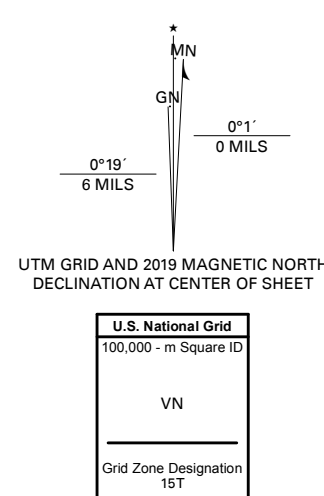 ★
MN
GN
0°1´
0 MILS
0°19´
6 MILS
UTM GRID AND 2019 MAGNETIC NORTH
DECLINATION AT CENTER OF SHEET
U.S. National Grid
100,000 - m Square ID
VN
Grid Zone Designation
15T